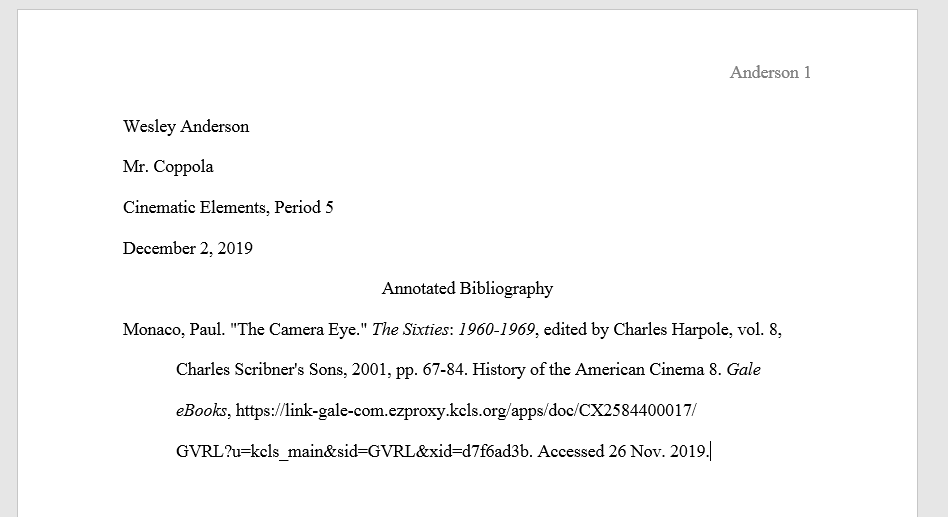 Anderson 1
Wesley Anderson
Mr. Coppola
Cinematic Elements, Period 5
December 2, 2019
Annotated Bibliography
Monaco, Paul. "The Camera Eye." The Sixties: 1960-1969, edited by Charles Harpole, vol. 8,
Charles Scribner's Sons, 2001, pp. 67-84. History of the American Cinema 8. Gale
eBooks, https://link-gale-com.ezproxy.kcls.org/apps/doc/CX2584400017/
GVRL?u=kcls_main&sid=GVRL&xid=d7f6ad3b. Accessed 26 Nov. 2019.